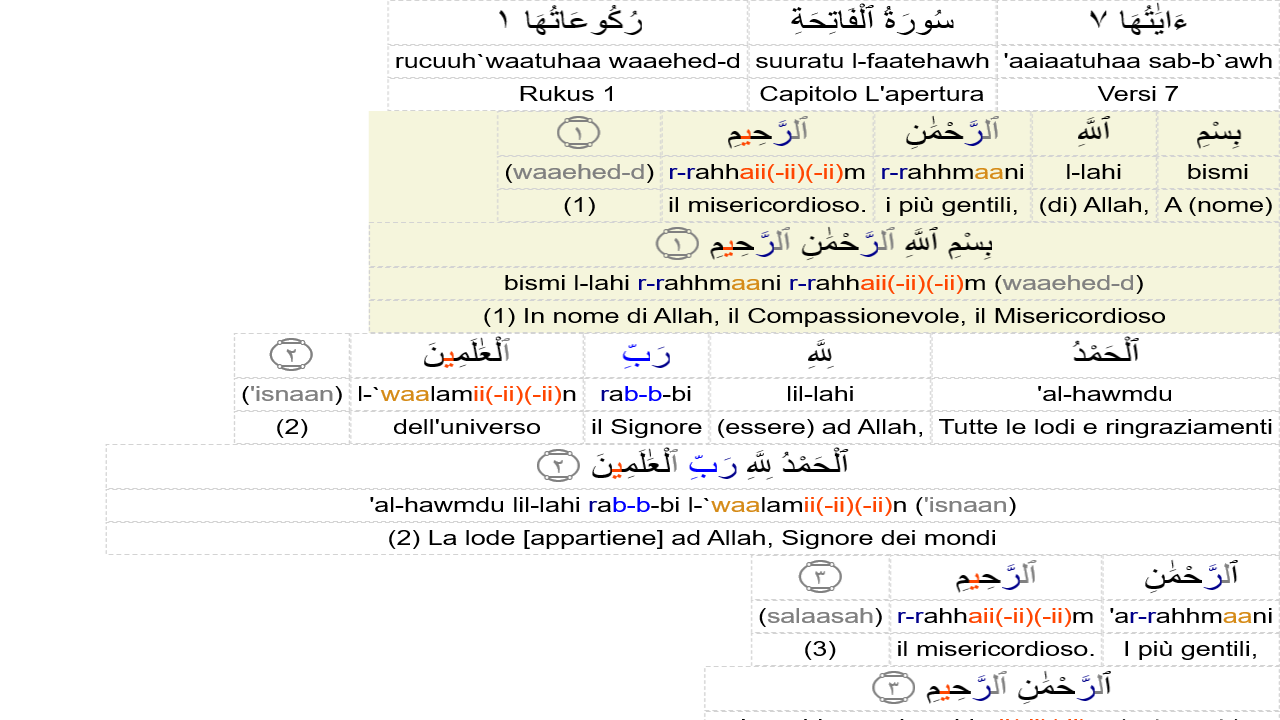 ءَايَٰتُهَا ٧ سُورَةُ ٱلْفَاتِحَةِ رُكُوعَاتُهَا ١
'aaiaatuhaa sab-b`awh suuratu l-faatehawh rucuuh`waatuhaa waaehed-d
Versi 7 Capitolo L'apertura Rukus 1
بِسْمِ ٱللَّهِ ٱلرَّحْمَٰنِ ٱلرَّحِيمِ ١
bismi l-lahi r-rahhmaani r-rahhaii(-ii)(-ii)m (waaehed-d)
A (nome) (di) Allah, i più gentili, il misericordioso. (1)
بِسْمِ ٱللَّهِ ٱلرَّحْمَٰنِ ٱلرَّحِيمِ ١
bismi l-lahi r-rahhmaani r-rahhaii(-ii)(-ii)m (waaehed-d)
(1) In nome di Allah, il Compassionevole, il Misericordioso
ٱلْحَمْدُ لِلَّهِ رَبِّ ٱلْعَٰلَمِينَ ٢
'al-hawmdu lil-lahi rab-b-bi l-`waalamii(-ii)(-ii)n ('isnaan)
Tutte le lodi e ringraziamenti (essere) ad Allah, il Signore dell'universo (2)
ٱلْحَمْدُ لِلَّهِ رَبِّ ٱلْعَٰلَمِينَ ٢
'al-hawmdu lil-lahi rab-b-bi l-`waalamii(-ii)(-ii)n ('isnaan)
(2) La lode [appartiene] ad Allah, Signore dei mondi
ٱلرَّحْمَٰنِ ٱلرَّحِيمِ ٣
'ar-rahhmaani r-rahhaii(-ii)(-ii)m (salaasah)
I più gentili, il misericordioso. (3)
ٱلرَّحْمَٰنِ ٱلرَّحِيمِ ٣